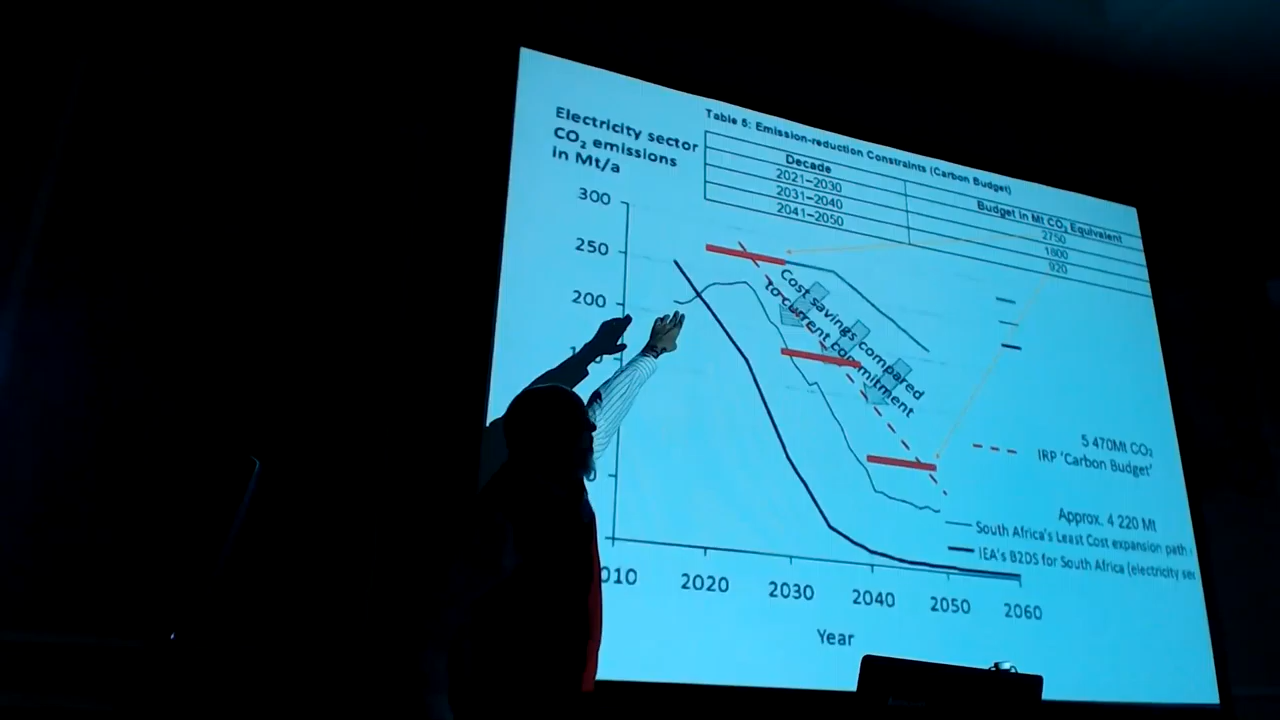 Electricity sector
CO₂ emissions
in Mt/a
Table 5: Emission-reduction Constraints (Carbon Budget)
Decade
Budget in Mt CO₂ Equivalent
2021–2030
2750
2031–2040
1800
2041–2050
920
300
250
200
Cost savings compared
to current commitment
5 470Mt CO₂
IRP 'Carbon Budget'
Approx. 4 220 Mt
South Africa's Least Cost expansion path
IEA's B2DS for South Africa (electricity
010
2020
2030
2040
2050
2060
Year